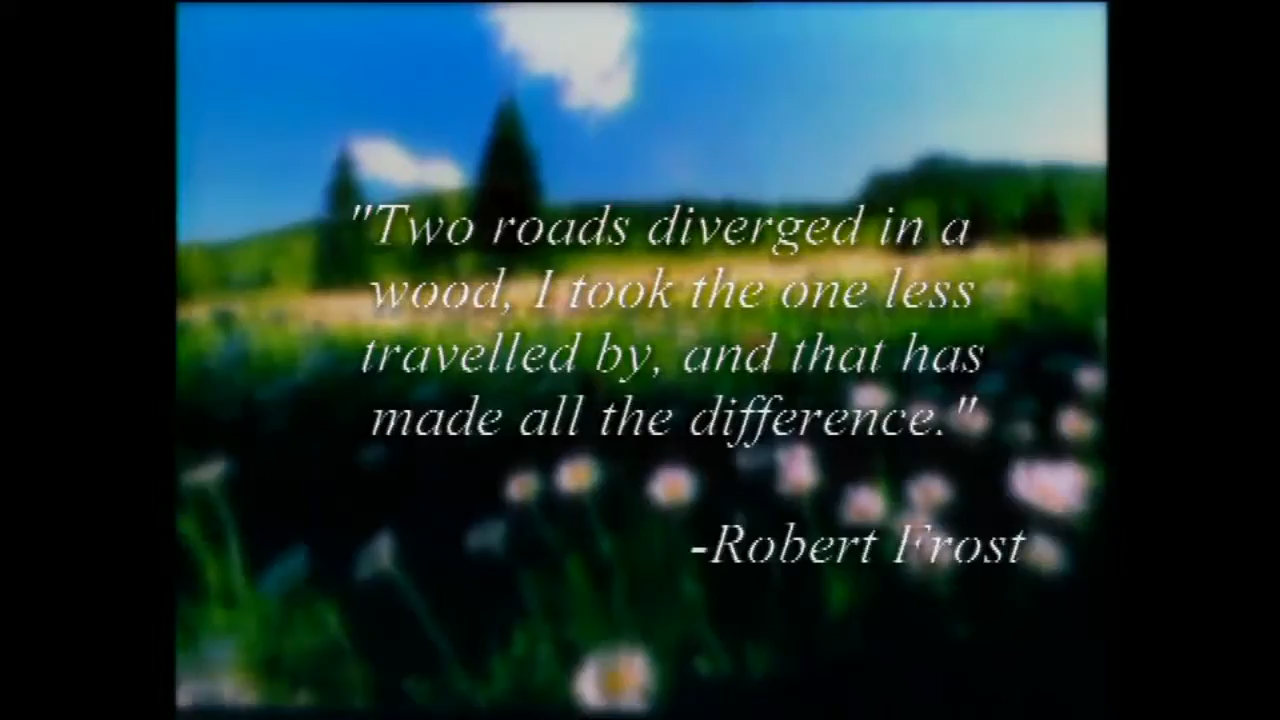 "Two roads diverged in a
wood, I took the one less
travelled by, and that has
made all the difference."
-Robert Frost